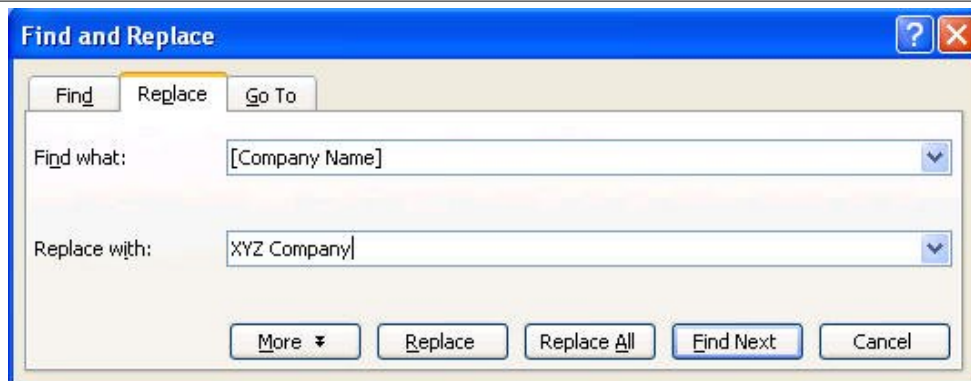 Find and Replace
Find Replace Go To
Find what: [Company Name]
Replace with: XYZ Company
More Replace Replace All Find Next Cancel